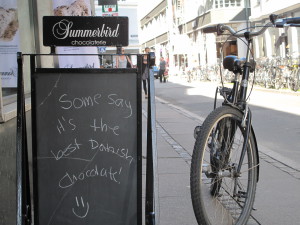 Summerbird
chocolaterie
Some say
it's the
best Danish
chocolate!